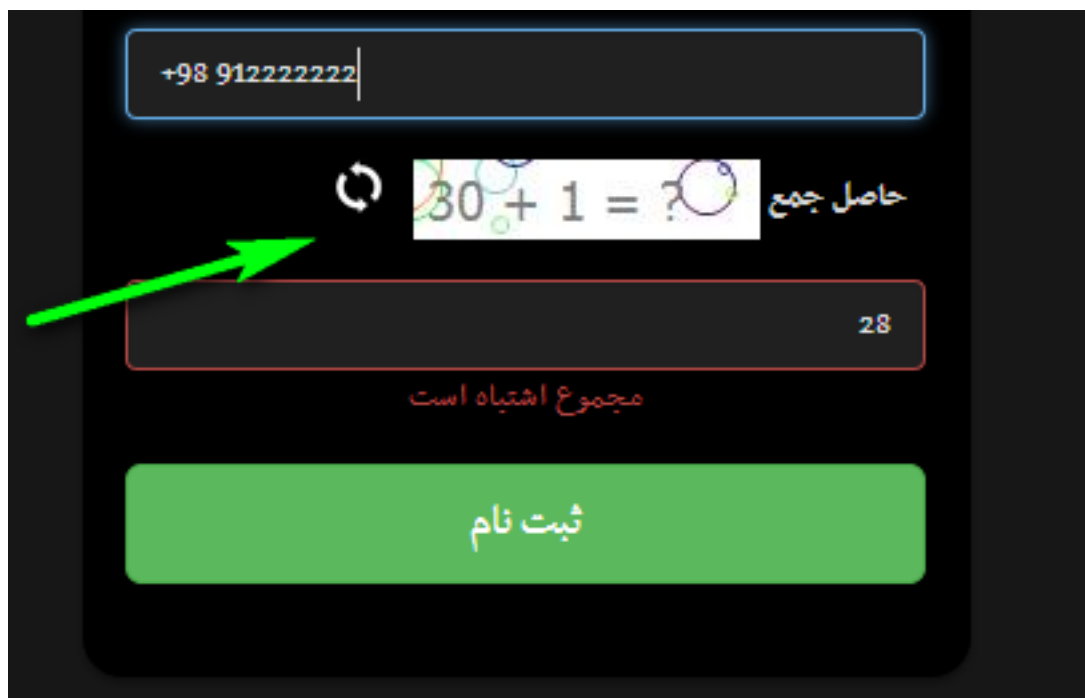 +98 912222222
حاصل جمع 30 + 1 = ?
28
مجموع اشتباه است
ثبت نام